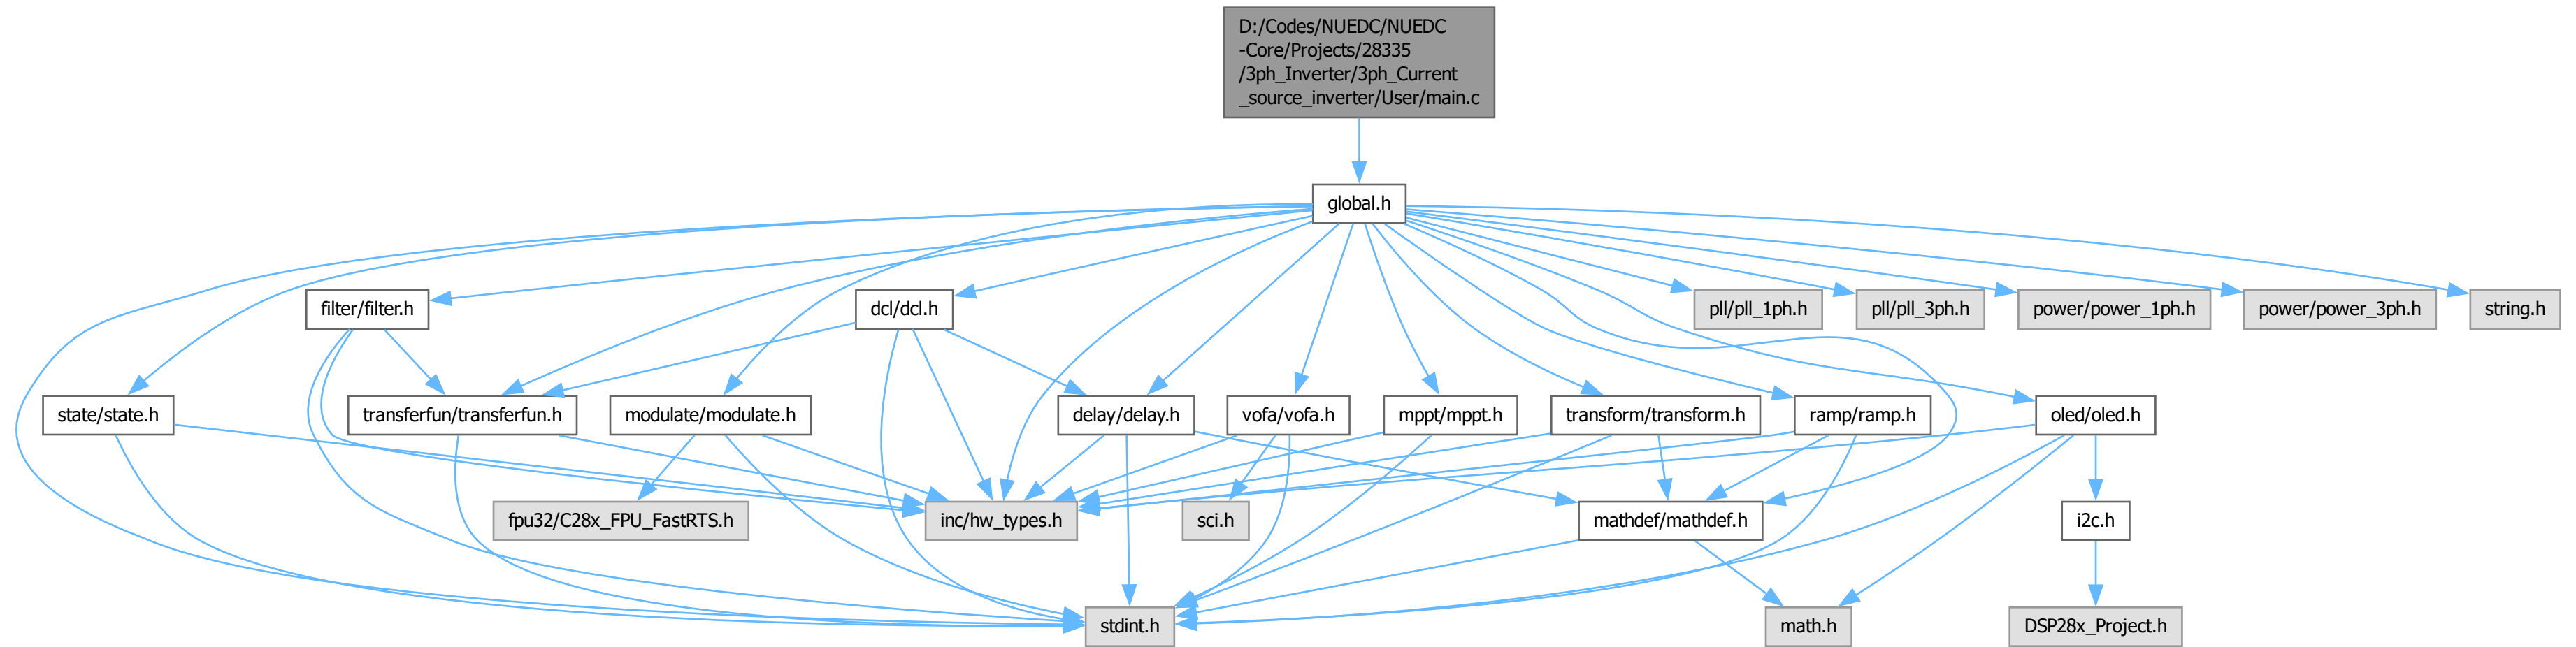 D:/Codes/NUEDC/NUEDC
-Core/Projects/28335
/3ph_Inverter/3ph_Current
_source_inverter/User/main.c
global.h
filter/filter.h
dcl/dcl.h
pll/pll_1ph.h
pll/pll_3ph.h
power/power_1ph.h
power/power_3ph.h
string.h
state/state.h
transferfun/transferfun.h
modulate/modulate.h
delay/delay.h
vofa/vofa.h
mppt/mppt.h
transform/transform.h
ramp/ramp.h
oled/oled.h
fpu32/C28x_FPU_FastRTS.h
inc/hw_types.h
sci.h
mathdef/mathdef.h
i2c.h
stdint.h
math.h
DSP28x_Project.h